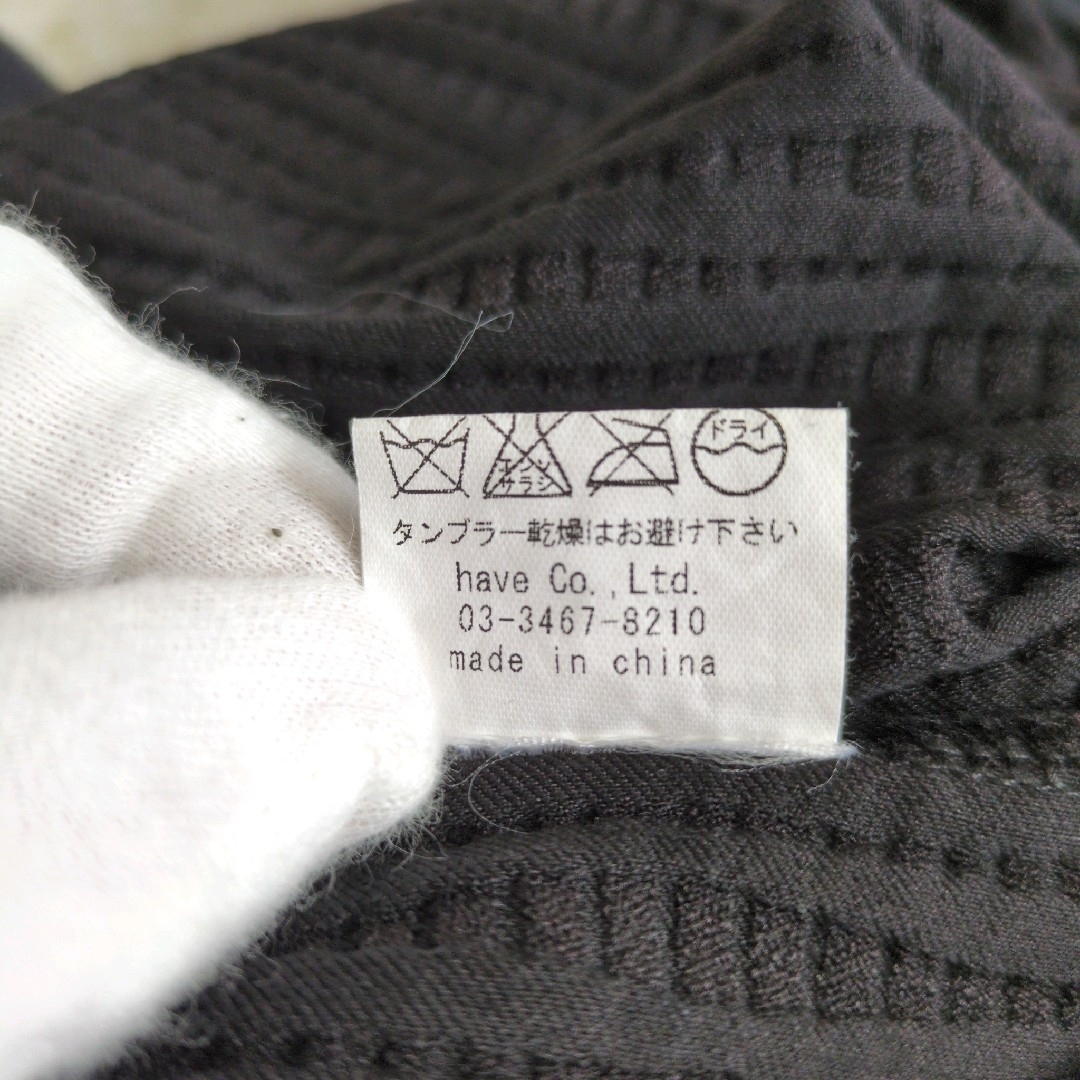 エンソ ドライ
サラシ
タンブラー乾燥はお避け下さい
have Co.,Ltd.
03-3467-8210
made in china